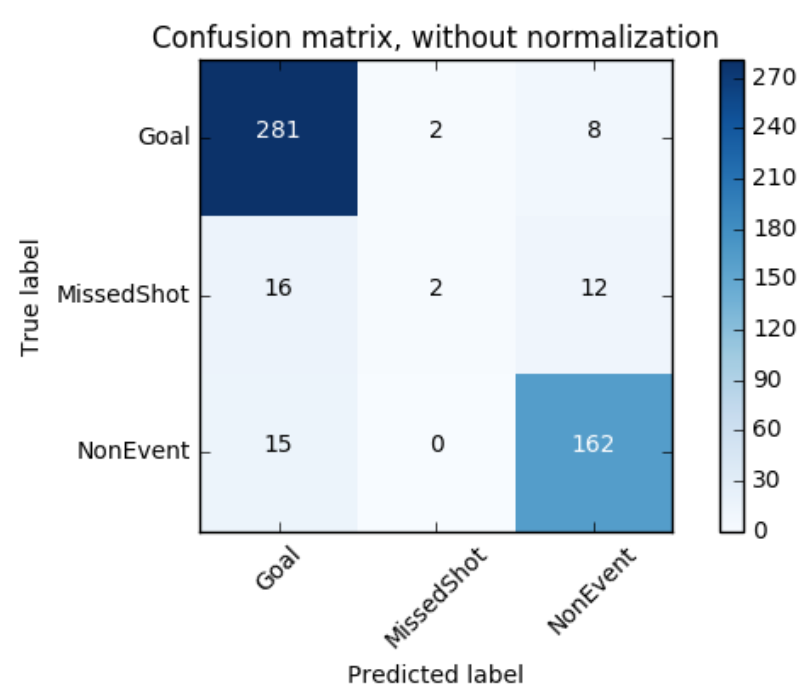 Confusion matrix, without normalization
Goal 281 2 8
MissedShot 16 2 12
NonEvent 15 0 162
True label
Goal MissedShot NonEvent
Predicted label
270
240
210
180
150
120
90
60
30
0